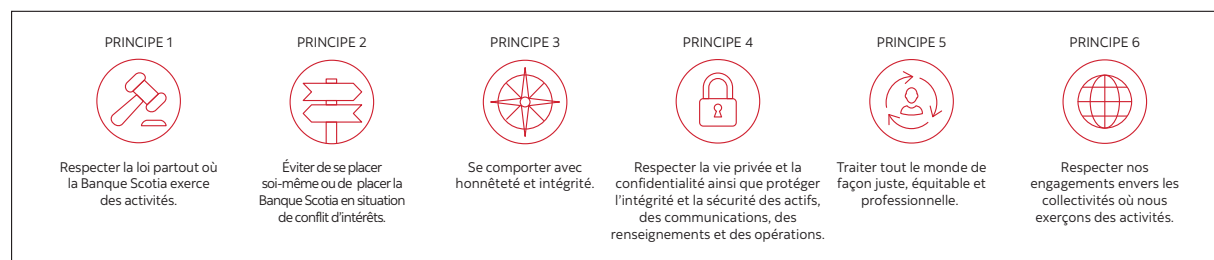 PRINCIPE 1
Respecter la loi partout où
la Banque Scotia exerce
des activités.
PRINCIPE 2
Éviter de se placer
soi-même ou de placer la
Banque Scotia en situation
de conflit d'intérêts.
PRINCIPE 3
Se comporter avec
honnêteté et intégrité.
PRINCIPE 4
Respecter la vie privée et la
confidentialité ainsi que protéger
l'intégrité et la sécurité des actifs,
des communications, des
renseignements et des opérations.
PRINCIPE 5
Traiter tout le monde de
façon juste, équitable et
professionnelle.
PRINCIPE 6
Respecter nos
engagements envers les
collectivités où nous
exerçons des activités.